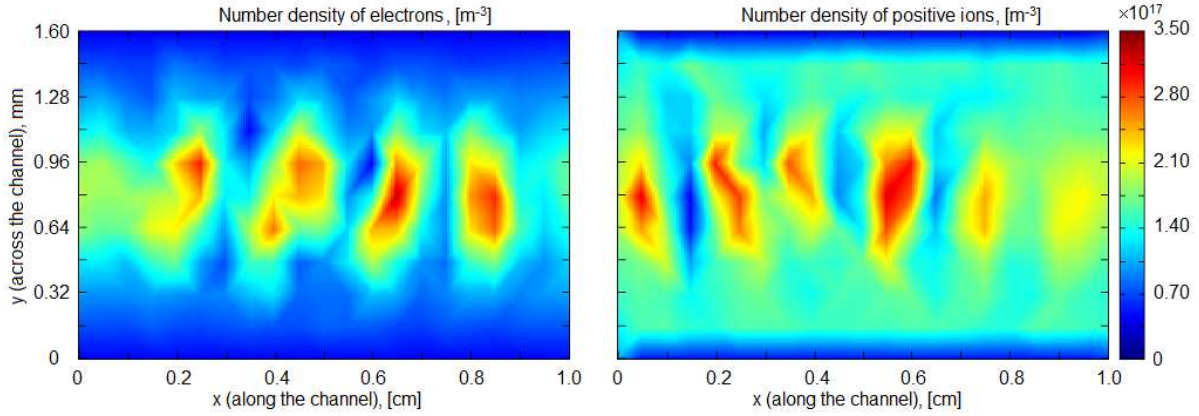 Number density of electrons, [m⁻³]
Number density of positive ions, [m⁻³]
×10¹⁷
y (across the channel), mm
1.60
1.28
0.96
0.64
0.32
0
0 0.2 0.4 0.6 0.8 1.0
x (along the channel), [cm]
0 0.2 0.4 0.6 0.8 1.0
x (along the channel), [cm]
3.50
2.80
2.10
1.40
0.70
0